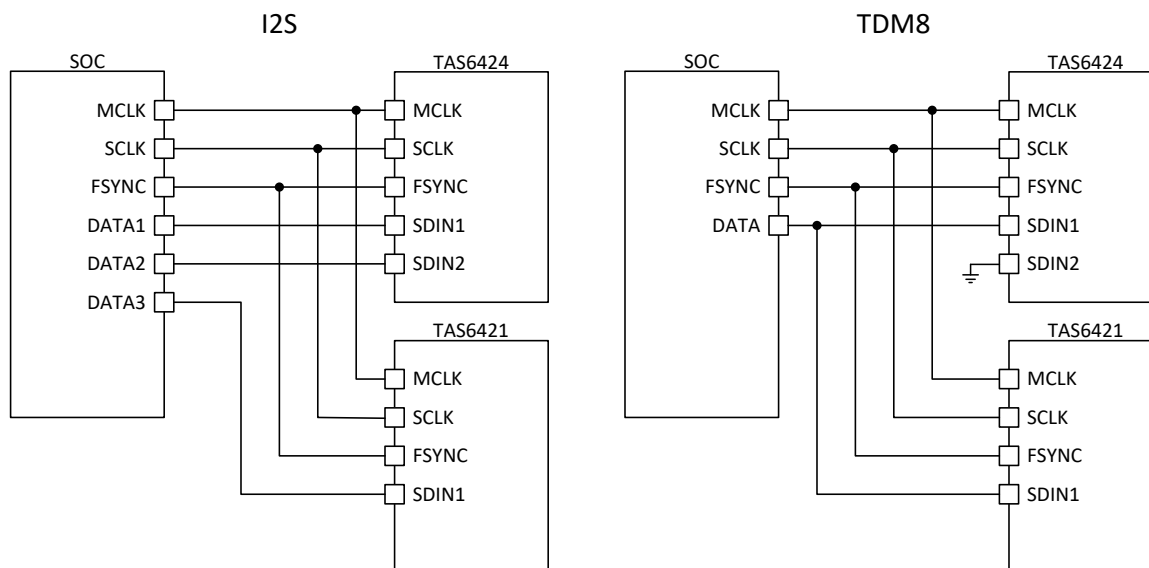 I2S
SOC
MCLK
SCLK
FSYNC
DATA1
DATA2
DATA3
TAS6424
MCLK
SCLK
FSYNC
SDIN1
SDIN2
TAS6421
MCLK
SCLK
FSYNC
SDIN1
TDM8
SOC
MCLK
SCLK
FSYNC
DATA
TAS6424
MCLK
SCLK
FSYNC
SDIN1
SDIN2
TAS6421
MCLK
SCLK
FSYNC
SDIN1